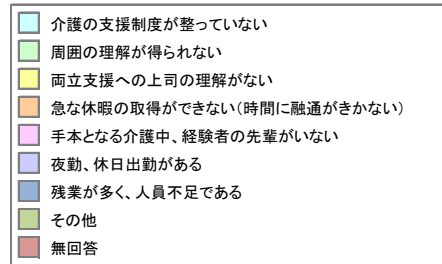 介護の支援制度が整っていない
周囲の理解が得られない
両立支援への上司の理解がない
急な休暇の取得ができない(時間に融通がきかない)
手本となる介護中、経験者の先輩がいない
夜勤、休日出勤がある
残業が多く、人員不足である
その他
無回答